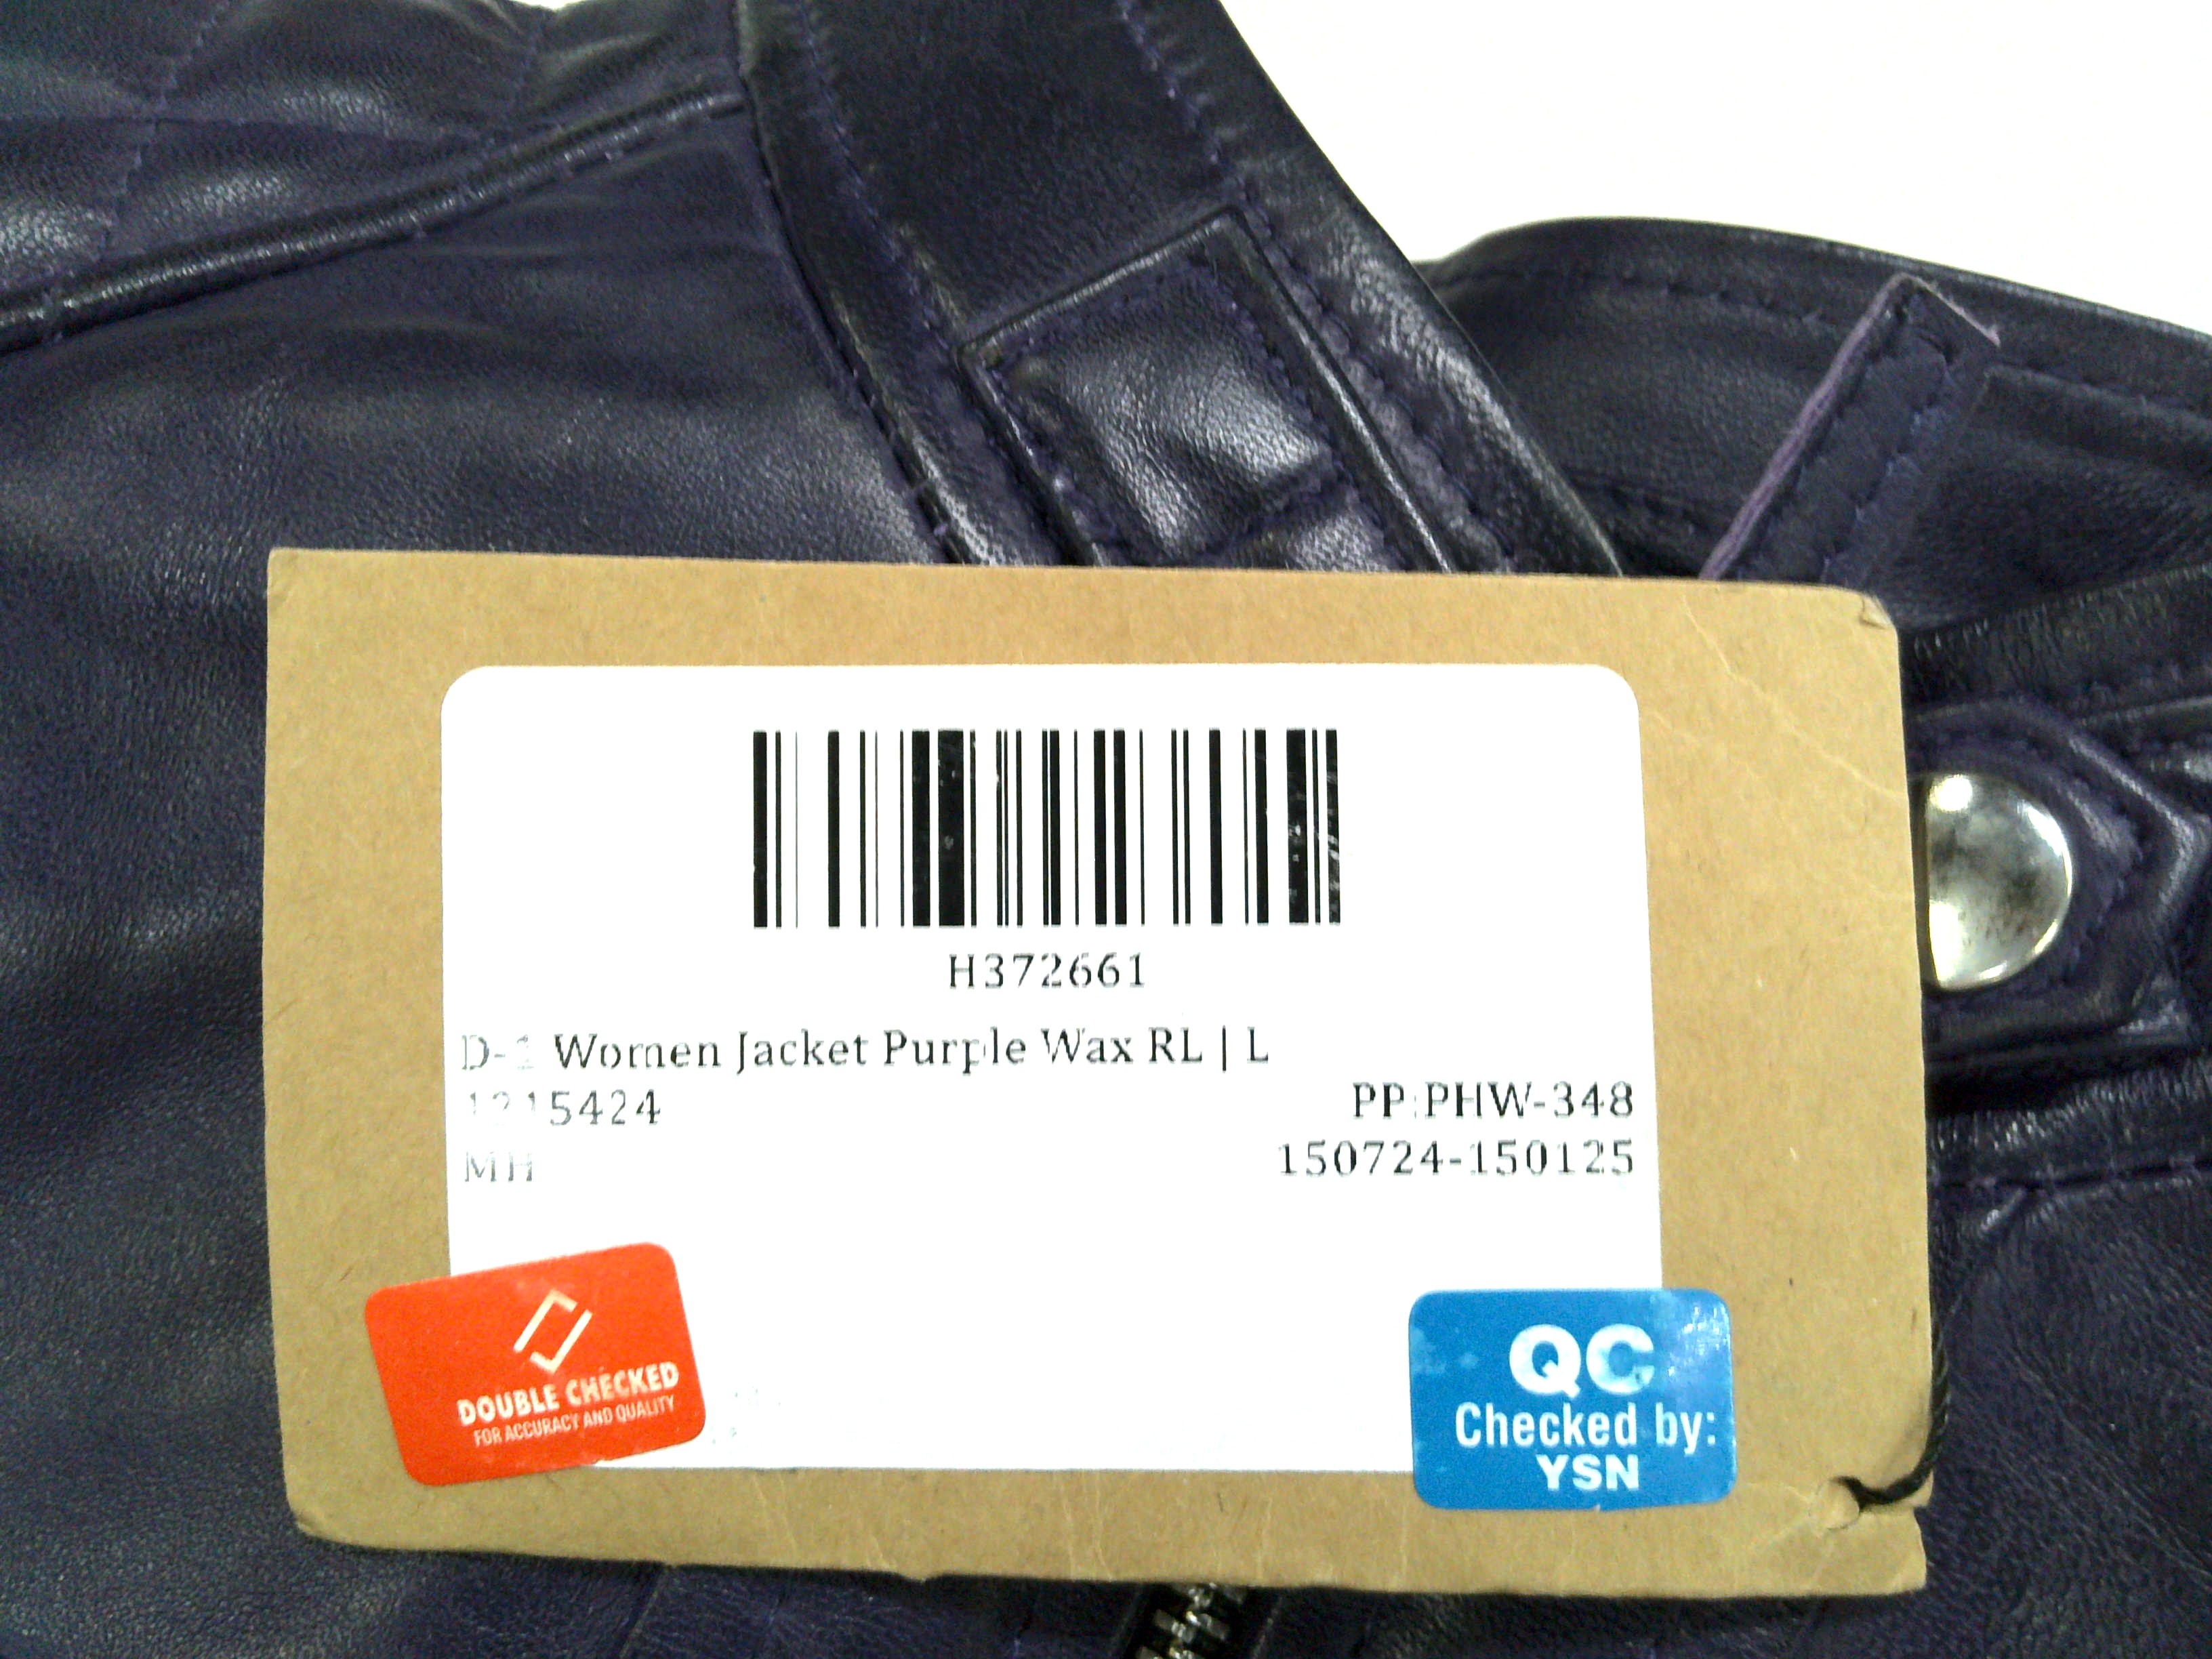 H372661
Women Jacket Purple Wax RL | L
PP:PHW-348
MH
150724-150125
DOUBLE CHECKED
FOR ACCURACY AND QUALITY
QC
Checked by:
YSN